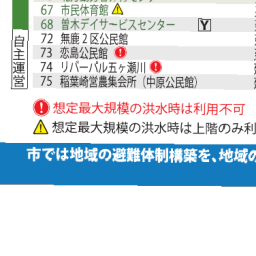 67 市民体育館
68 曽木デイサービスセンター Y
自主運営
72 無鹿2区公民館
73 恋島公民館
74 リバーパル五ヶ瀬川
75 稲葉崎営農集会所（中原公民館）
想定最大規模の洪水時は利用不可
想定最大規模の洪水時は上階のみ利
市では地域の避難体制構築を、地域の